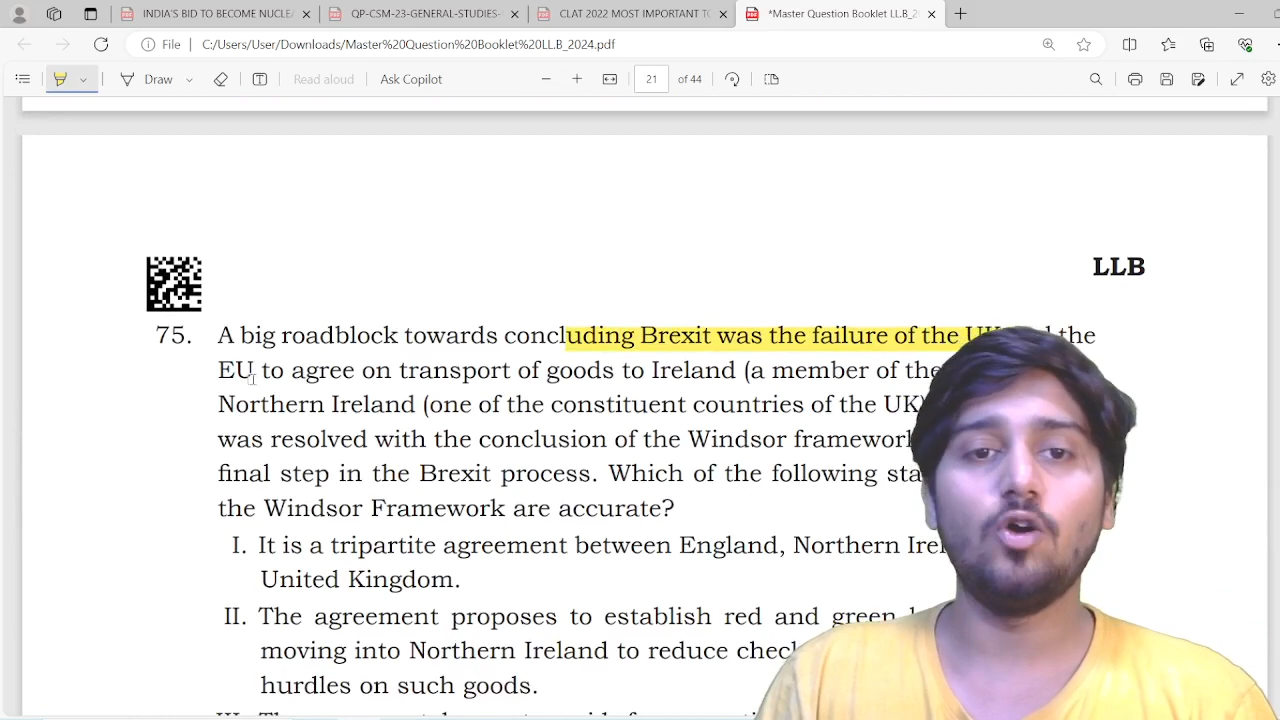 INDIA'S BID TO BECOME NUCLE
QP-CSM-23-GENERAL-STUDIES-
CLAT 2022 MOST IMPORTANT TO
*Master Question Booklet LL.B_2
File
C:/Users/User/Downloads/Master%20Question%20Booklet%20LL.B_2024.pdf
Draw
Read aloud
Ask Copilot
21 of 44
LLB
75. A big roadblock towards concluding Brexit was the failure of the UK the
EU to agree on transport of goods to Ireland (a member of the
Northern Ireland (one of the constituent countries of the UK)
was resolved with the conclusion of the Windsor framework
final step in the Brexit process. Which of the following sta
the Windsor Framework are accurate?
I. It is a tripartite agreement between England, Northern Irel
United Kingdom.
II. The agreement proposes to establish red and green
moving into Northern Ireland to reduce chec
hurdles on such goods.